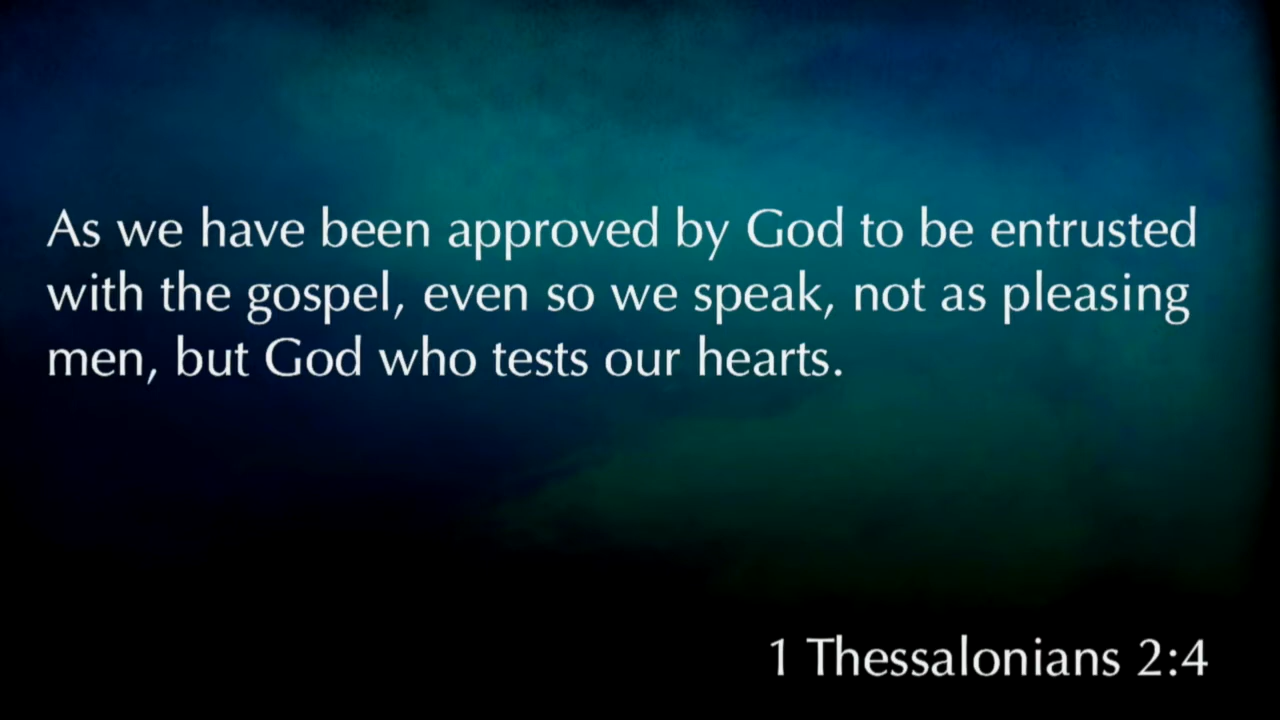 As we have been approved by God to be entrusted
with the gospel, even so we speak, not as pleasing
men, but God who tests our hearts.
1 Thessalonians 2:4